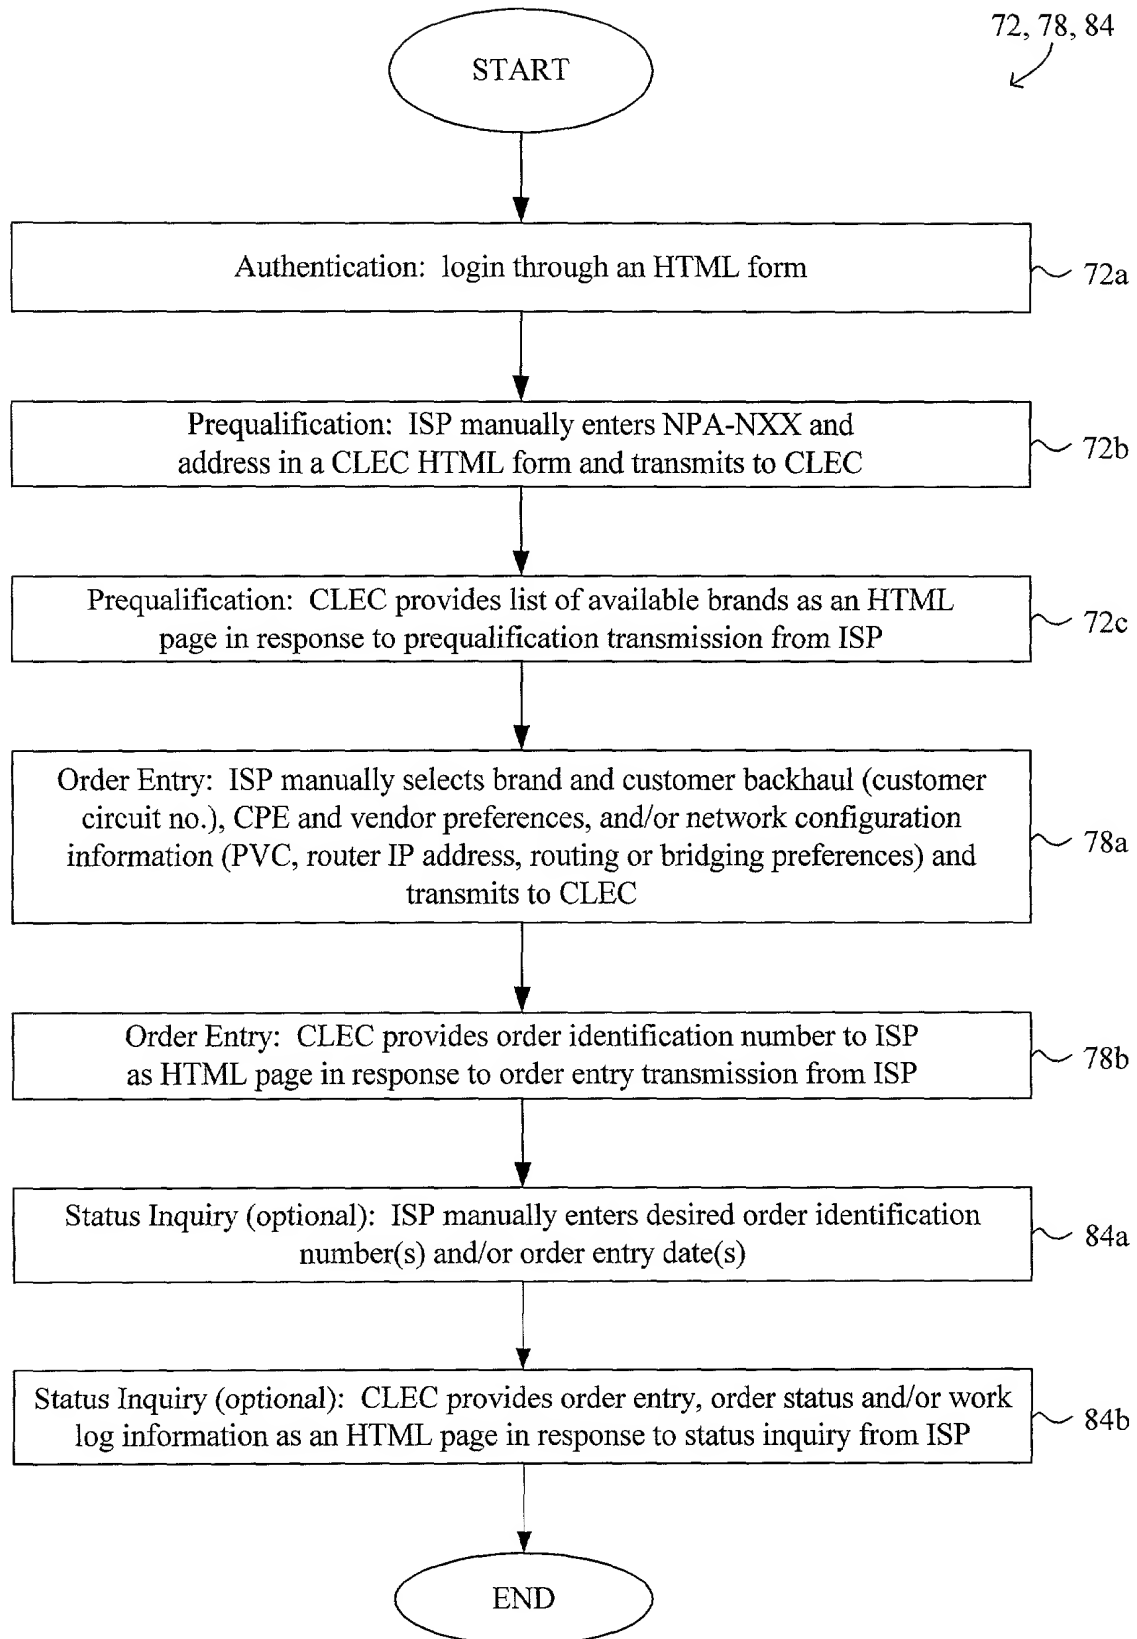 72, 78, 84
START
Authentication: login through an HTML form
72a
Prequalification: ISP manually enters NPA-NXX and
address in a CLEC HTML form and transmits to CLEC
72b
Prequalification: CLEC provides list of available brands as an HTML
page in response to prequalification transmission from ISP
72c
Order Entry: ISP manually selects brand and customer backhaul (customer
circuit no.), CPE and vendor preferences, and/or network configuration
information (PVC, router IP address, routing or bridging preferences) and
transmits to CLEC
78a
Order Entry: CLEC provides order identification number to ISP
as HTML page in response to order entry transmission from ISP
78b
Status Inquiry (optional): ISP manually enters desired order identification
number(s) and/or order entry date(s)
84a
Status Inquiry (optional): CLEC provides order entry, order status and/or work
log information as an HTML page in response to status inquiry from ISP
84b
END